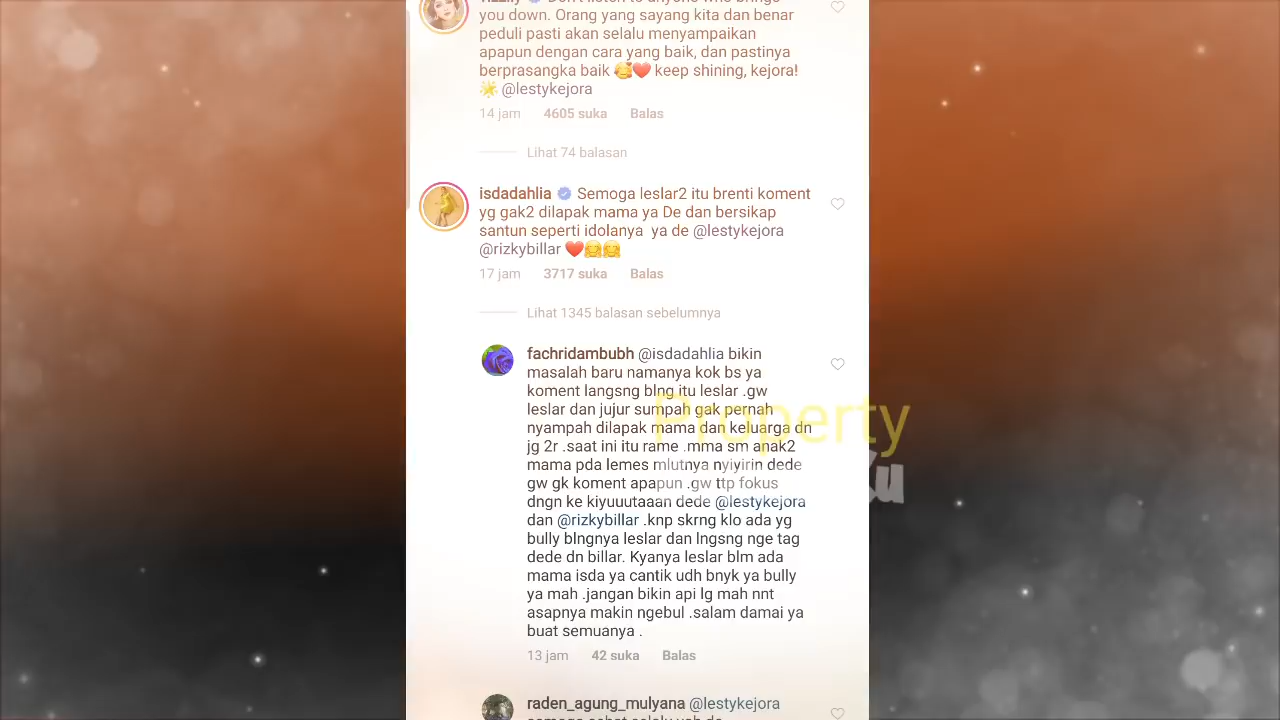 you down. Orang yang sayang kita dan benar
peduli pasti akan selalu menyampaikan
apapun dengan cara yang baik, dan pastinya
berprasangka baik 🥰❤️ keep shining, kejora!
🌟 @lestykejora
14 jam 4605 suka Balas
Lihat 74 balasan
isdadahlia Semoga leslar2 itu brenti koment
yg gak2 dilapak mama ya De dan bersikap
santun seperti idolanya ya de @lestykejora
@rizkybillar ❤️🤗🤗
17 jam 3717 suka Balas
Lihat 1345 balasan sebelumnya
fachridambubh @isdadahlia bikin
masalah baru namanya kok bs ya
koment langsng blng itu leslar .gw
leslar dan jujur sumpah gak pernah
nyampah dilapak mama dan keluarga dn
jg 2r .saat ini itu rame .mma sm anak2
mama pda lemes mlutnya nyiyirin dede
gw gk koment apapun .gw ttp fokus
dngn ke kiyuuutaaan dede @lestykejora
dan @rizkybillar .knp skrng klo ada yg
bully blngnya leslar dan lngsng nge tag
dede dn billar. Kyanya leslar blm ada
mama isda ya cantik udh bnyk ya bully
ya mah .jangan bikin api lg mah nnt
asapnya makin ngebul .salam damai ya
buat semuanya .
13 jam 42 suka Balas
raden_agung_mulyana @lestykejora
Property